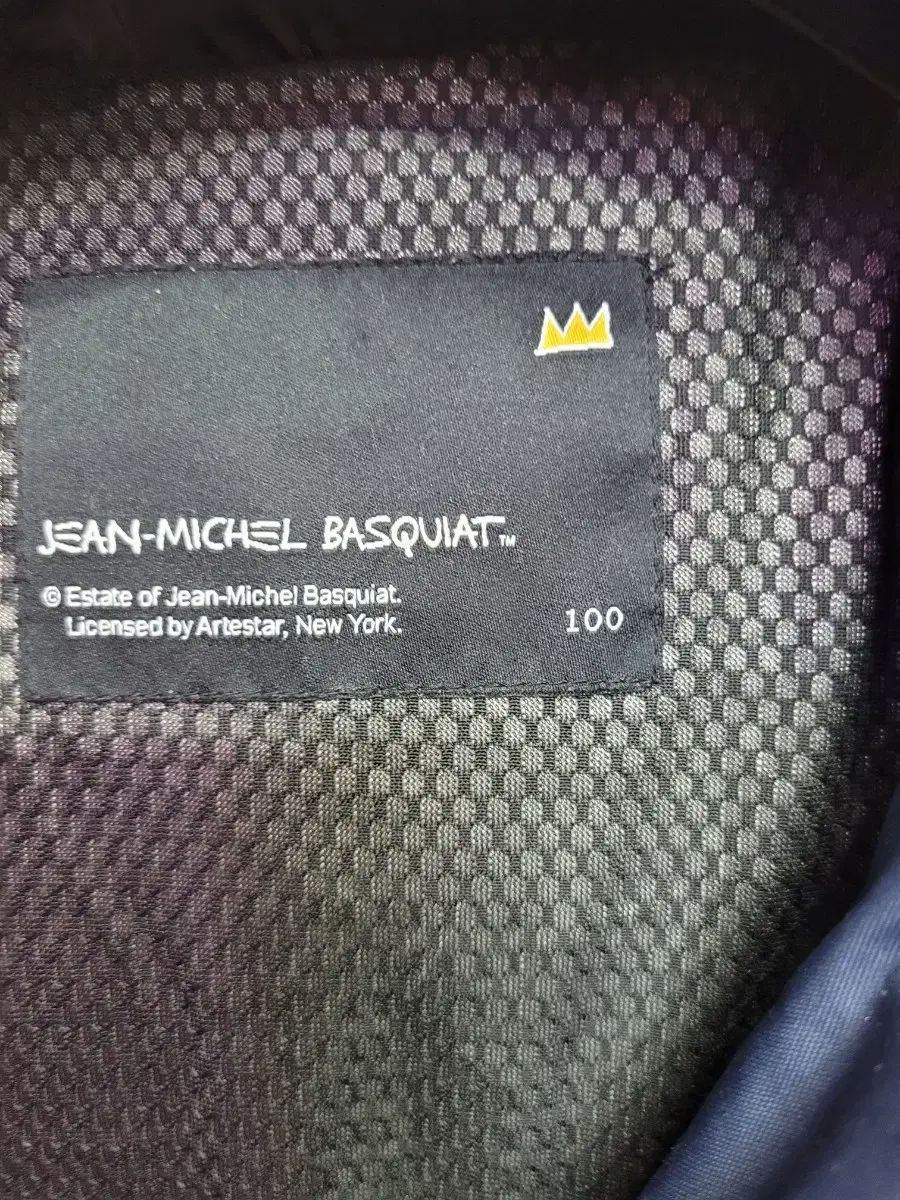 JEAN-MICHEL BASQUIAT™
© Estate of Jean-Michel Basquiat.
Licensed by Artestar, New York.
100